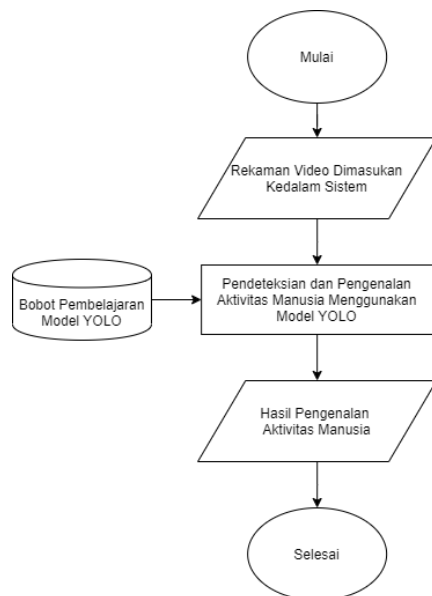 Mulai
Rekaman Video Dimasukan
Kedalam Sistem
Bobot Pembelajaran
Model YOLO
Pendeteksian dan Pengenalan
Aktivitas Manusia Menggunakan
Model YOLO
Hasil Pengenalan
Aktivitas Manusia
Selesai